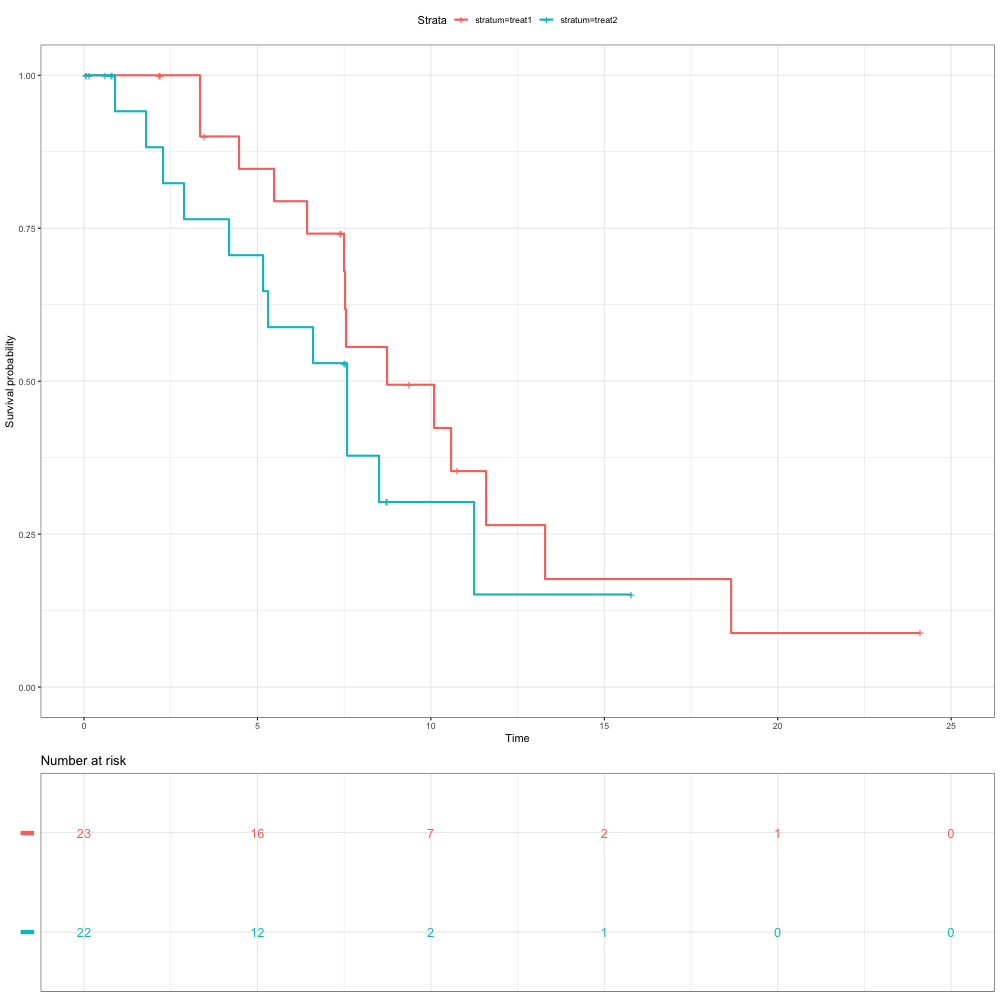 Strata stratum=treat1 stratum=treat2
1.00
0.75
0.50
0.25
0.00
Survival probability
0 5 10 15 20 25
Time
Number at risk
23 16 7 2 1 0
22 12 2 1 0 0